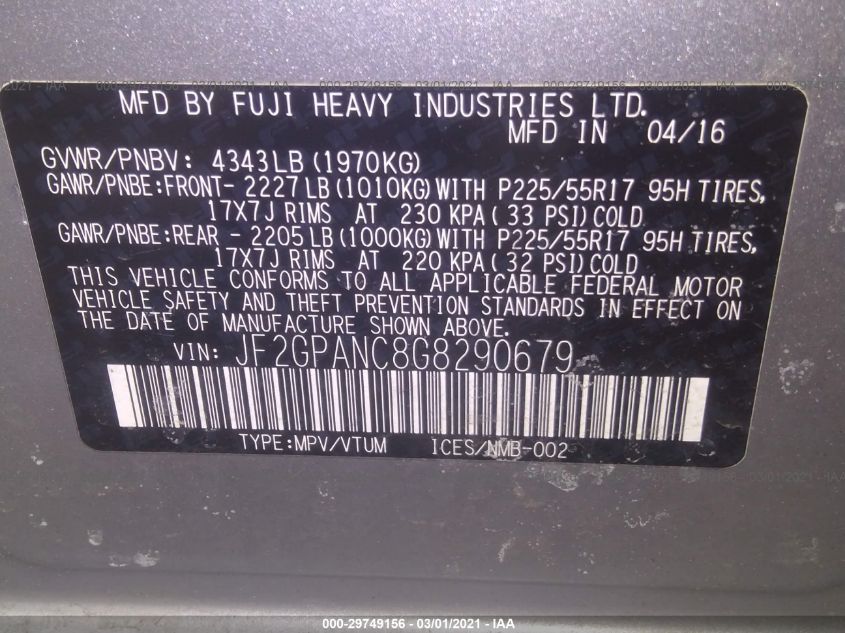 MFD BY FUJI HEAVY INDUSTRIES LTD.
MFD IN 04/16
GVWR/PNBV: 4343LB (1970KG)
GAWR/PNBE:FRONT- 2227LB(1010KG)WITH P225/55R17 95H TIRES,
17X7J RIMS AT 230 KPA( 33 PSI)COLD
GAWR/PNBE:REAR - 2205LB(1000KG)WITH P225/55R17 95H TIRES,
17X7J RIMS AT 220 KPA( 32 PSI)COLD
THIS VEHICLE CONFORMS TO ALL APPLICABLE FEDERAL MOTOR
VEHICLE SAFETY AND THEFT PREVENTION STANDARDS IN EFFECT ON
THE DATE OF MANUFACTURE SHOWN ABOVE.
VIN: JF2GPANC8G8290679
TYPE:MPV/VTUM ICES/NMB-002
000-29749156 - 03/01/2021 - IAA